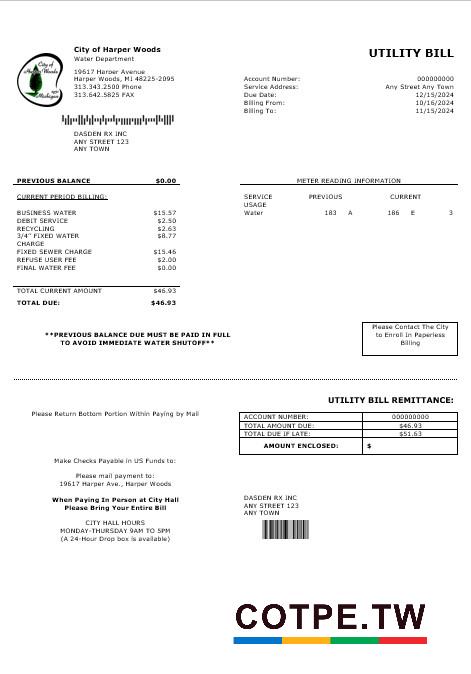 City of Harper Woods
Water Department
19617 Harper Avenue
Harper Woods, MI 48225-2095
313.343.2500 Phone
313.642.5825 FAX
City of
Harper Woods
Michigan
UTILITY BILL
Account Number: 000000000
Service Address: Any Street Any Town
Due Date: 12/15/2024
Billing From: 10/16/2024
Billing To: 11/15/2024
DASDEN RX INC
ANY STREET 123
ANY TOWN
PREVIOUS BALANCE $0.00
CURRENT PERIOD BILLING:
BUSINESS WATER $15.57
DEBIT SERVICE $2.50
RECYCLING $2.63
3/4" FIXED WATER $8.77
CHARGE
FIXED SEWER CHARGE $15.46
REFUSE USER FEE $2.00
FINAL WATER FEE $0.00
TOTAL CURRENT AMOUNT $46.93
TOTAL DUE: $46.93
METER READING INFORMATION
SERVICE PREVIOUS CURRENT
USAGE
Water 183 A 186 E 3
**PREVIOUS BALANCE DUE MUST BE PAID IN FULL
TO AVOID IMMEDIATE WATER SHUTOFF**
Please Contact The City
to Enroll in Paperless
Billing
Please Return Bottom Portion Within Paying by Mail
UTILITY BILL REMITTANCE:
ACCOUNT NUMBER: 000000000
TOTAL AMOUNT DUE: $46.93
TOTAL DUE IF LATE: $51.63
AMOUNT ENCLOSED: $
Make Checks Payable in US Funds to:
Please mail payment to:
19617 Harper Ave., Harper Woods
When Paying In Person at City Hall
Please Bring Your Entire Bill
CITY HALL HOURS
MONDAY-THURSDAY 9AM TO 5PM
(A 24-Hour Drop box is available)
DASDEN RX INC
ANY STREET 123
ANY TOWN
COTPE.TW